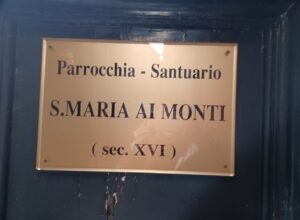 Parrocchia - Santuario
S.MARIA AI MONTI
( sec. XVI )